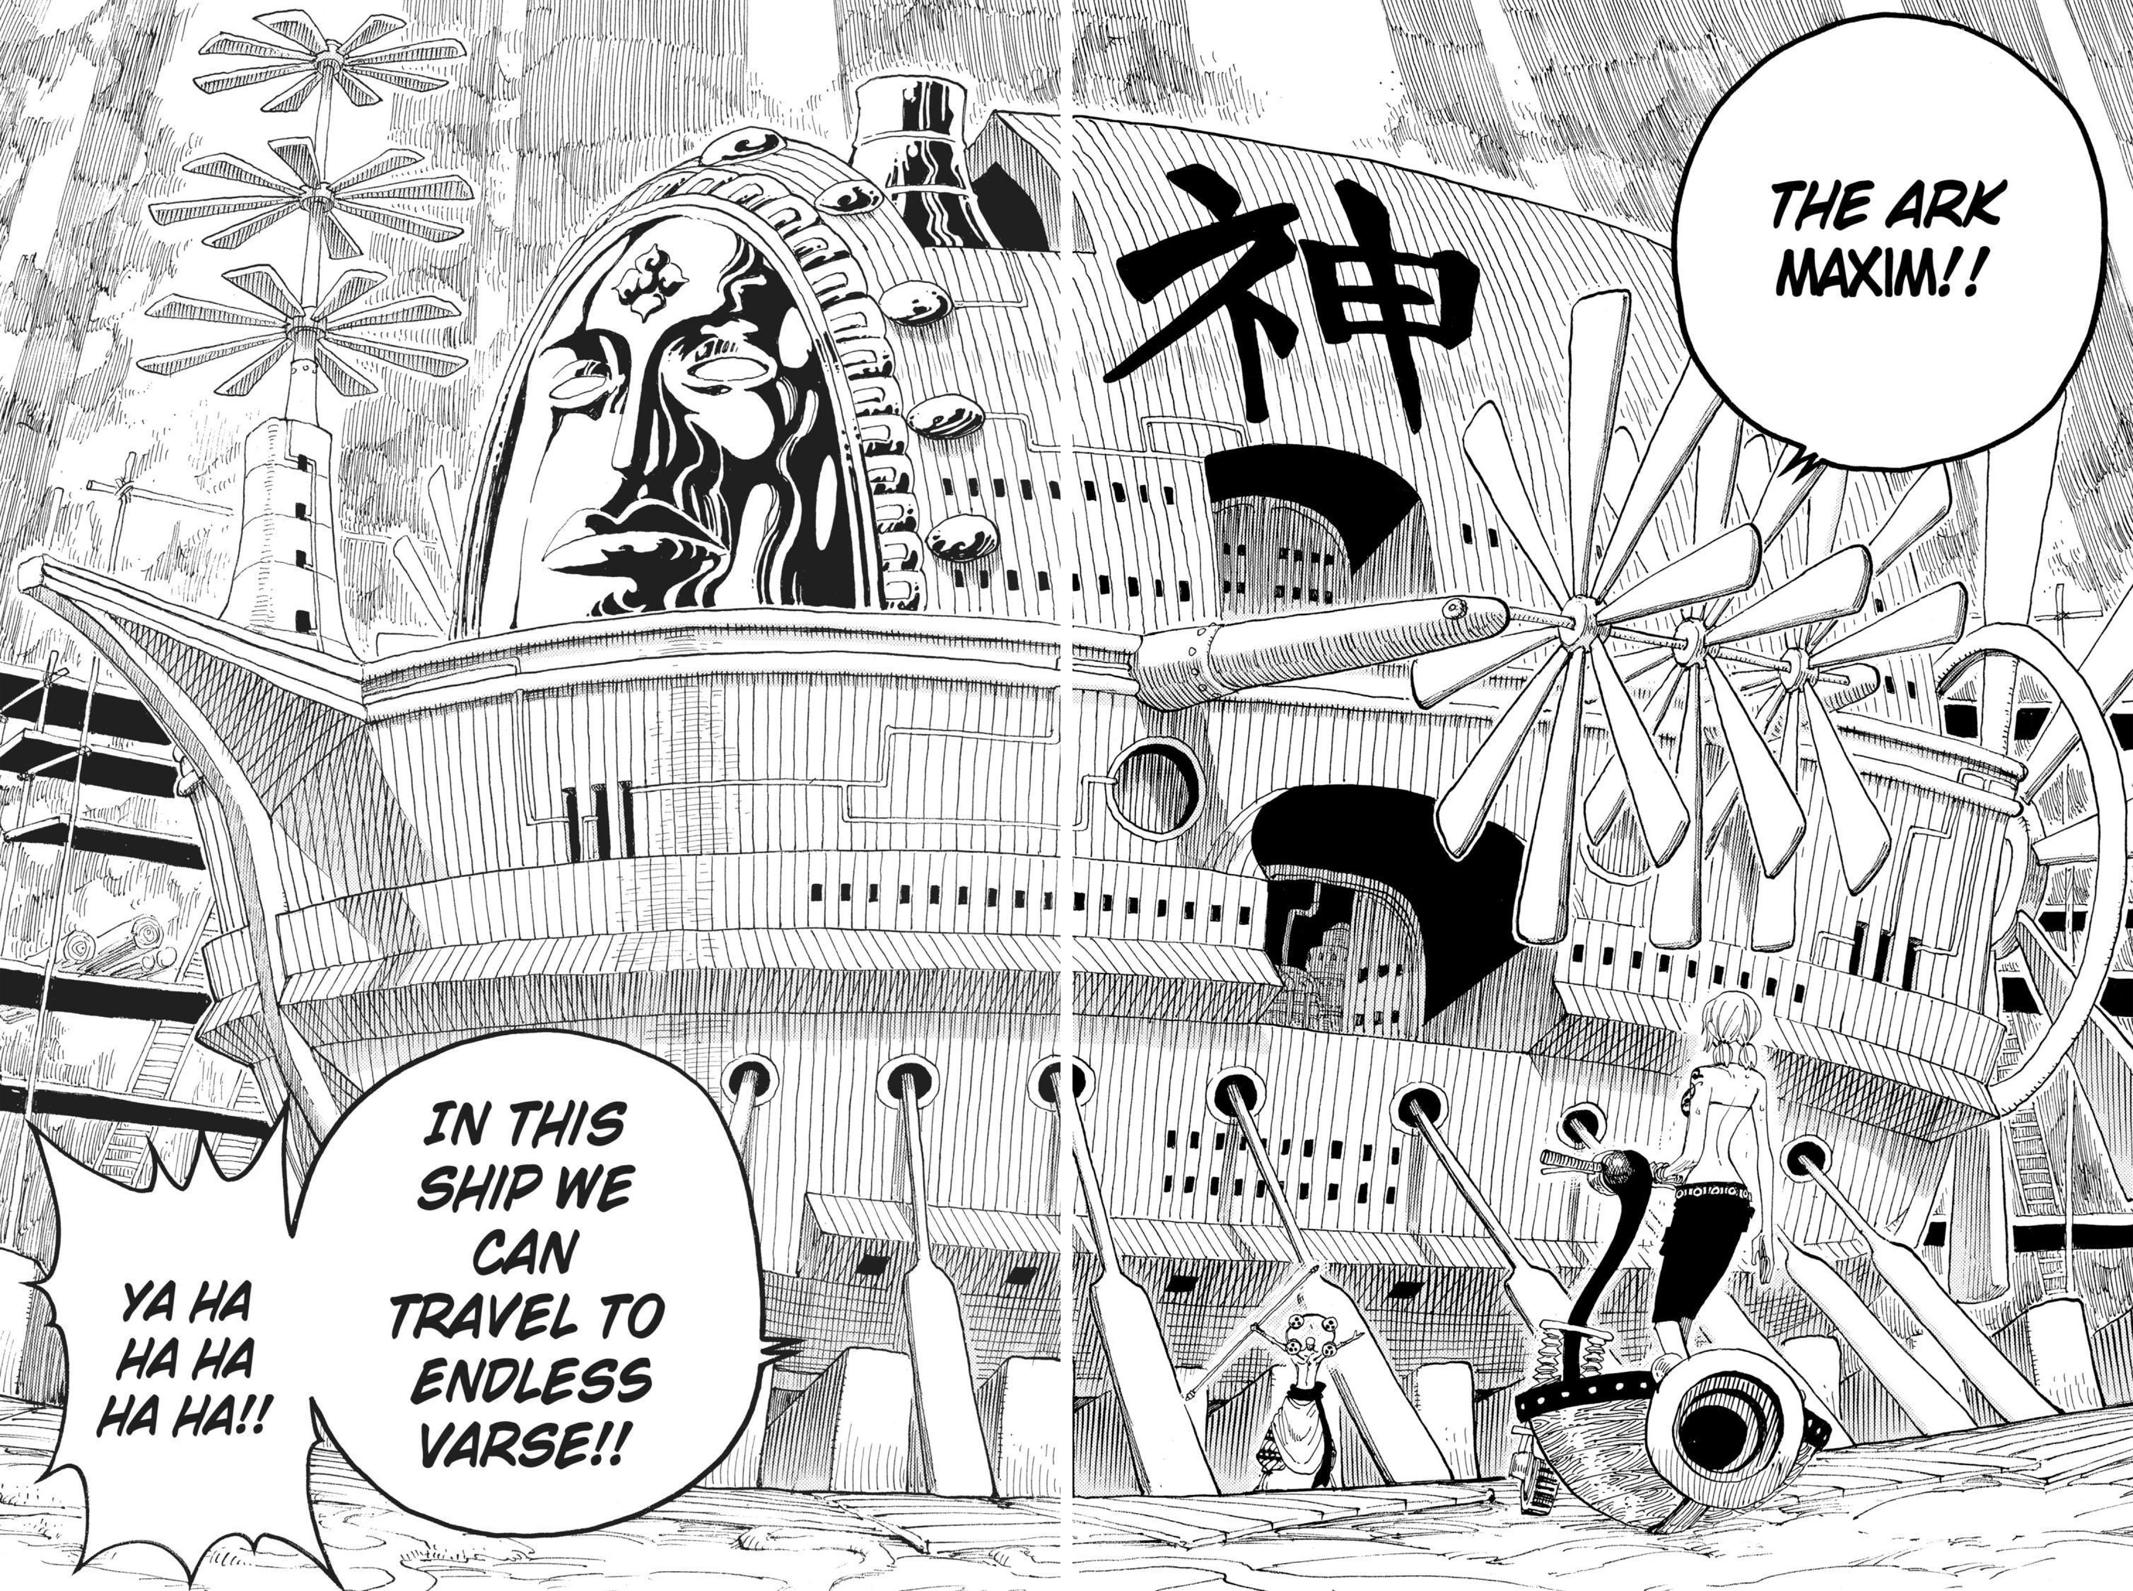 THE ARK
MAXIM!!
神
IN THIS
SHIP WE
CAN
TRAVEL TO
ENDLESS
VARSE!!
YA HA
HA HA
HA HA!!